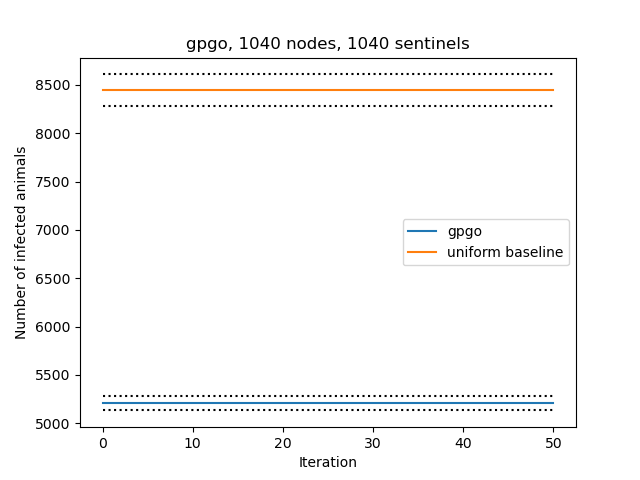 gpgo, 1040 nodes, 1040 sentinels
8500
8000
7500
7000
6500
6000
5500
5000
Number of infected animals
gpgo
uniform baseline
0 10 20 30 40 50
Iteration